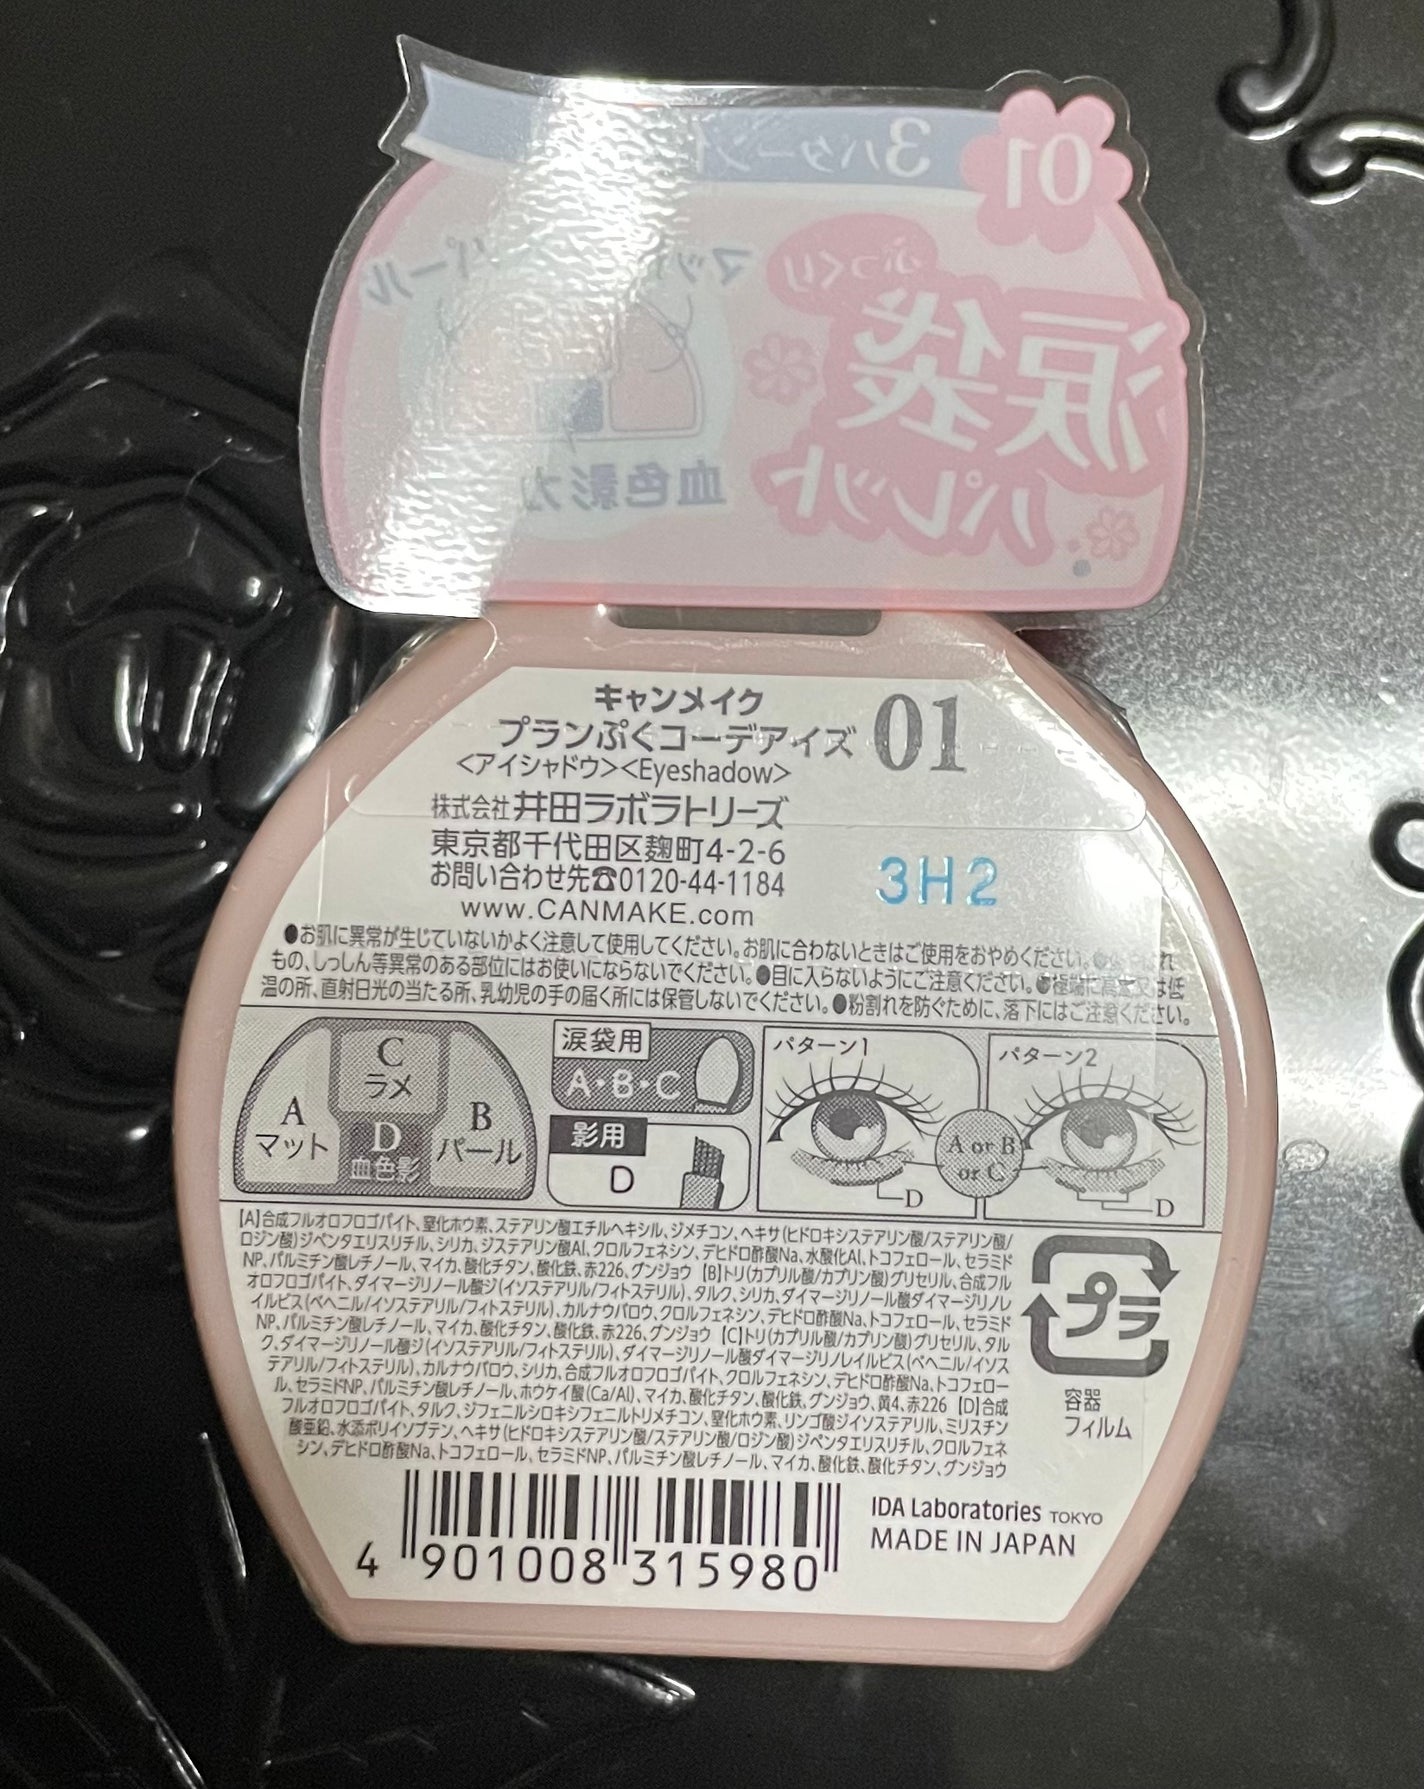 01
3パターン
ぷっくり
涙袋
パレット
マッ
パール
血色影
キャンメイク
プランぷくコーデアイズ 01
<アイシャドウ><Eyeshadow>
株式会社 井田ラボラトリーズ
東京都千代田区麹町4-2-6
お問い合わせ先☎0120-44-1184
www.CANMAKE.com
3H2
●お肌に異常が生じていないかよく注意して使用してください。お肌に合わないときはご使用をおやめください。●
もの、しっしん等異常のある部位にはお使いにならないでください。●目に入らないようにご注意ください。●極端に高温又は低
温の所、直射日光の当たる所、乳幼児の手の届く所には保管しないでください。●粉割れを防ぐために、落下にはご注意ください。
A
マット
C
ラメ
D
血色影
B
パール
涙袋用
A・B・C
影用
D
パターン1
D
A or B
or C
パターン2
D
【A】合成フルオロフロゴパイト、窒化ホウ素、ステアリン酸エチルヘキシル、ジメチコン、ヘキサ(ヒドロキシステアリン酸/ステアリン酸/
ロジン酸)ジペンタエリスリチル、シリカ、ジステアリン酸Al、クロルフェネシン、デヒドロ酢酸Na、水酸化Al、トコフェロール、セラミド
NP、パルミチン酸レチノール、マイカ、酸化チタン、酸化鉄、赤226、グンジョウ 【B】トリ(カプリル酸/カプリン酸)グリセリル、合成フル
オロフロゴパイト、ダイマージリノール酸ジ(イソステアリル/フィトステリル)、タルク、シリカ、ダイマージリノール酸ダイマージリノレ
イルビス(ベヘニル/イソステアリル/フィトステリル)、カルナウバロウ、クロルフェネシン、デヒドロ酢酸Na、トコフェロール、セラミド
NP、パルミチン酸レチノール、マイカ、酸化チタン、酸化鉄、赤226、グンジョウ 【C】トリ(カプリル酸/カプリン酸)グリセリル、タル
ク、ダイマージリノール酸ジ(イソステアリル/フィトステリル)、ダイマージリノール酸ダイマージリノレイルビス(ベヘニル/イソス
テアリル/フィトステリル)、カルナウバロウ、シリカ、合成フルオロフロゴパイト、クロルフェネシン、デヒドロ酢酸Na、トコフェロー
ル、セラミドNP、パルミチン酸レチノール、ホウケイ酸(Ca/Al)、マイカ、酸化チタン、酸化鉄、グンジョウ、黄4、赤226 【D】合成
フルオロフロゴパイト、タルク、ジフェニルシロキシフェニルトリメチコン、窒化ホウ素、リンゴ酸ジイソステアリル、ミリスチン
酸亜鉛、水添ポリイソブテン、ヘキサ(ヒドロキシステアリン酸/ステアリン酸/ロジン酸)ジペンタエリスリチル、クロルフェネ
シン、デヒドロ酢酸Na、トコフェロール、セラミドNP、パルミチン酸レチノール、マイカ、酸化鉄、酸化チタン、グンジョウ
プラ
容器
フィルム
4 901008 315980
IDA Laboratories TOKYO
MADE IN JAPAN